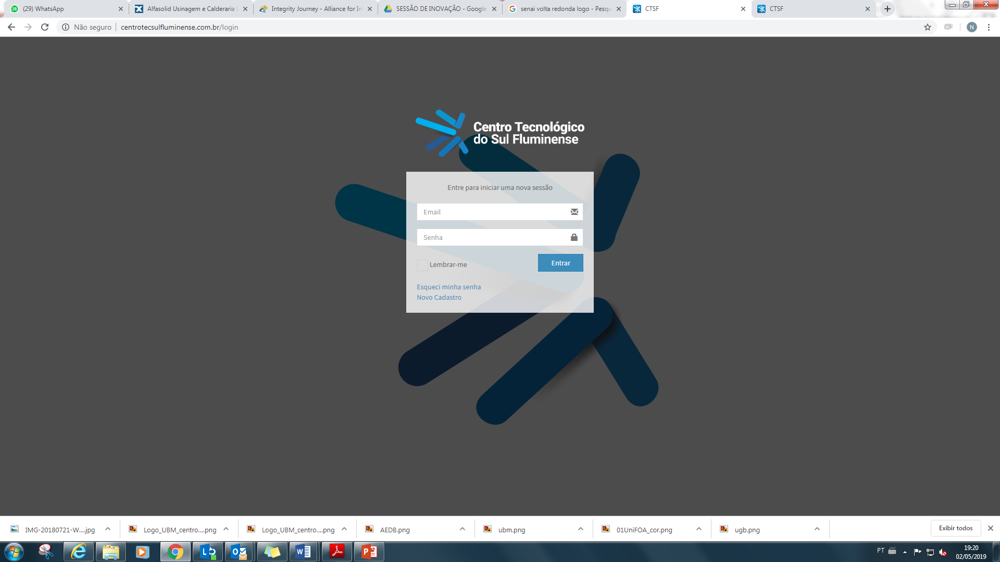 (29) WhatsApp
Alfasolid Usinagem e Calderaria
Integrity Journey - Alliance for In
SESSÃO DE INOVAÇÃO - Google
senai volta redonda logo - Pesqu
CTSF
CTSF
Não seguro
centrotecsulfluminense.com.br/login
N
Centro Tecnológico
do Sul Fluminense
Entre para iniciar uma nova sessão
Email
Senha
Lembrar-me
Entrar
Esqueci minha senha
Novo Cadastro
IMG-20180721-W....jpg
Logo_UBM_centro....png
Logo_UBM_centro....png
AEDB.png
ubm.png
01UniFOA_cor.png
ugb.png
Exibir todos
PT
19:20
02/05/2019